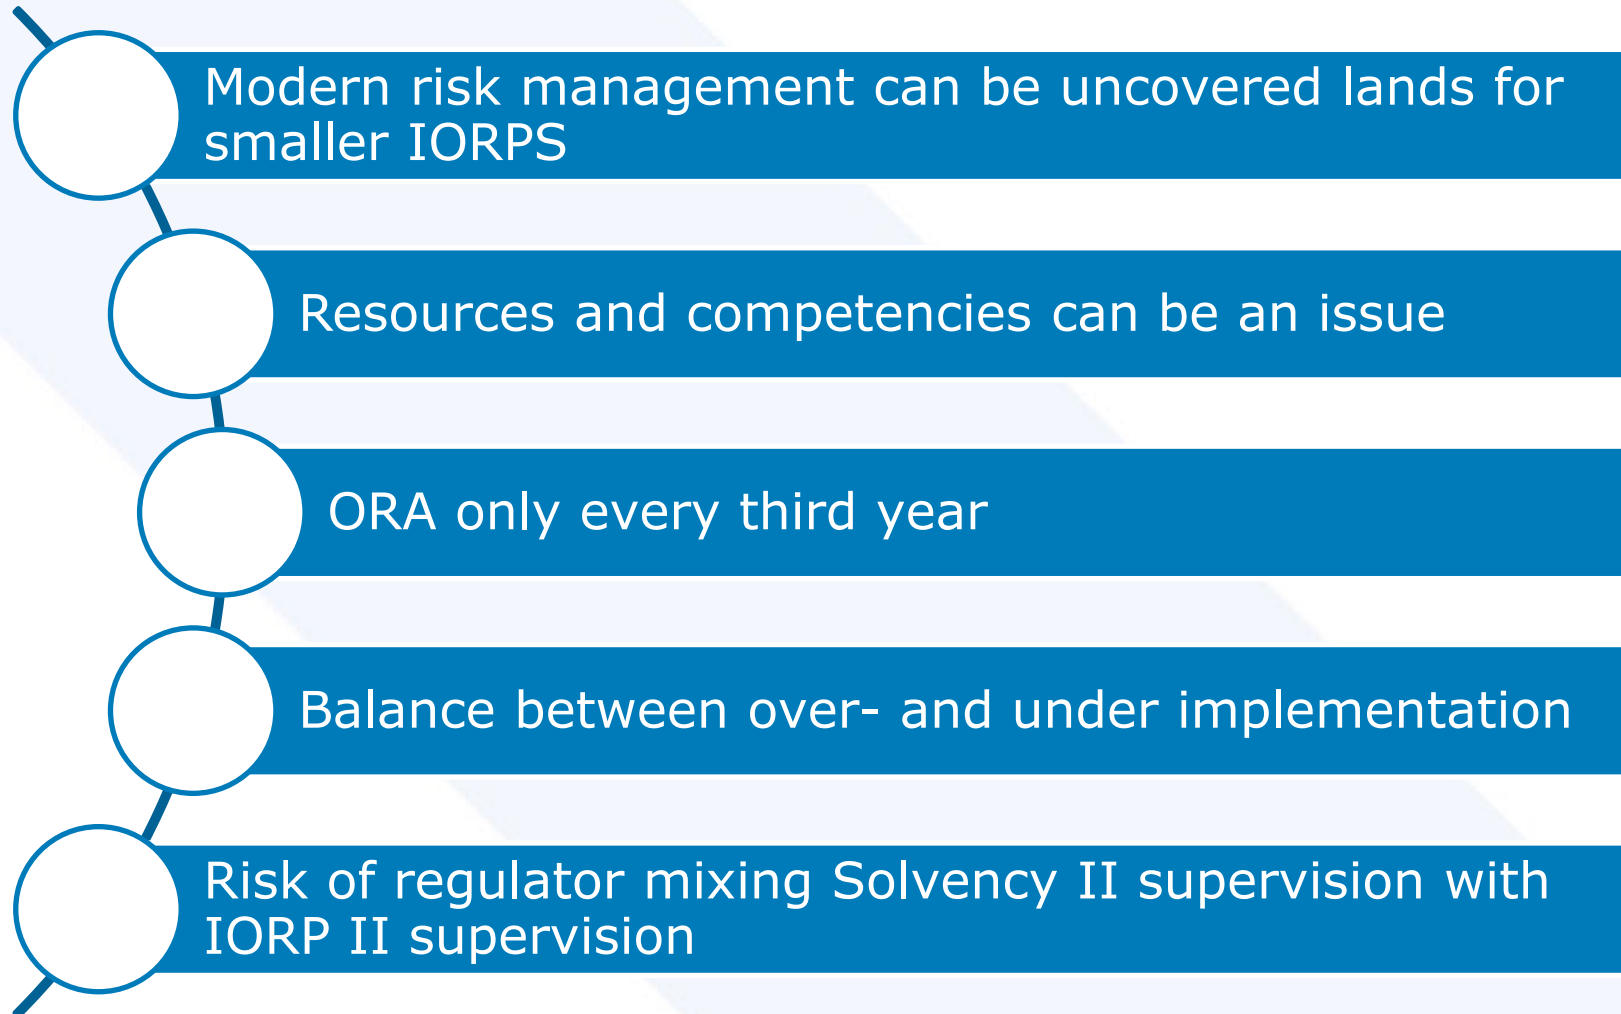 Modern risk management can be uncovered lands for
smaller IORPS
Resources and competencies can be an issue
ORA only every third year
Balance between over- and under implementation
Risk of regulator mixing Solvency II supervision with
IORP II supervision